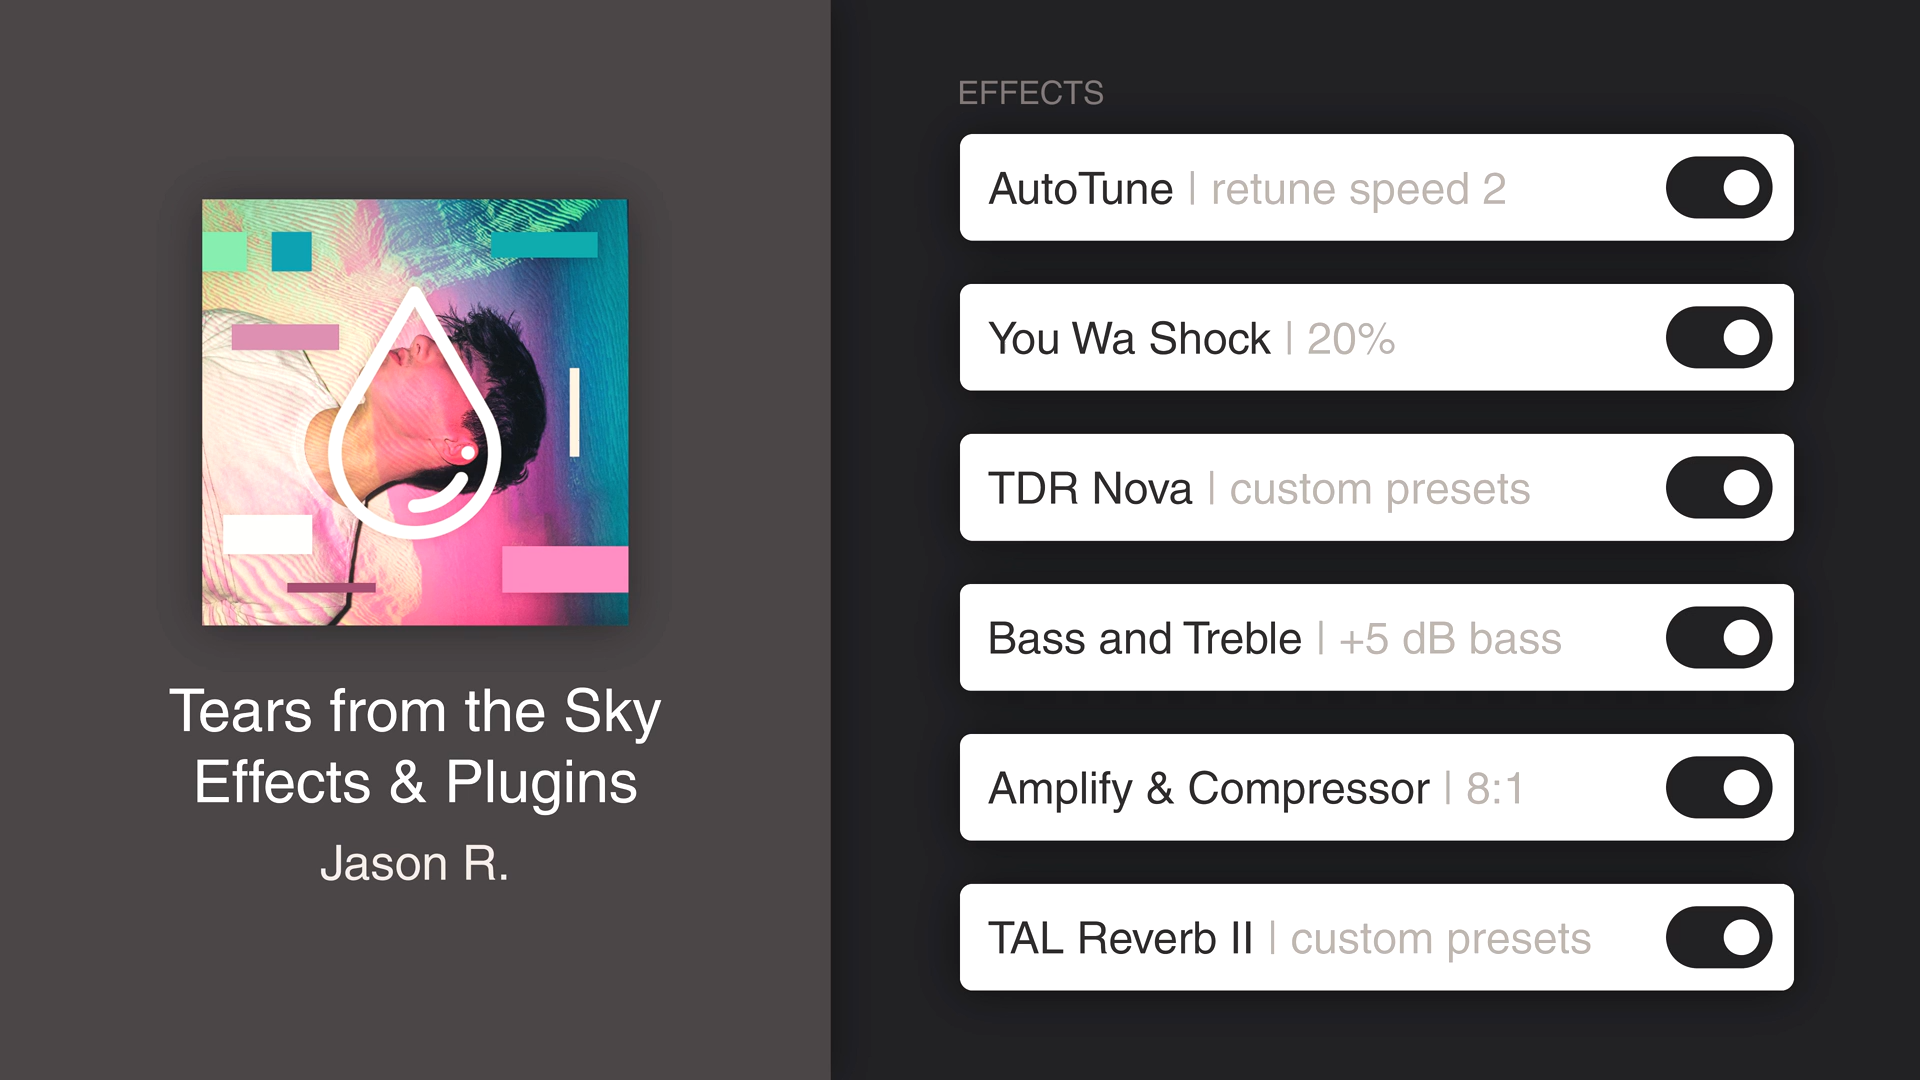 Tears from the Sky
Effects & Plugins
Jason R.
EFFECTS
AutoTune | retune speed 2
You Wa Shock | 20%
TDR Nova | custom presets
Bass and Treble | +5 dB bass
Amplify & Compressor | 8:1
TAL Reverb II | custom presets